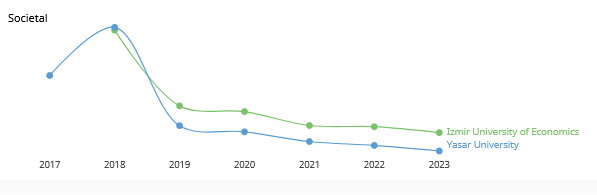 Societal
Izmir University of Economics
Yasar University
2017 2018 2019 2020 2021 2022 2023